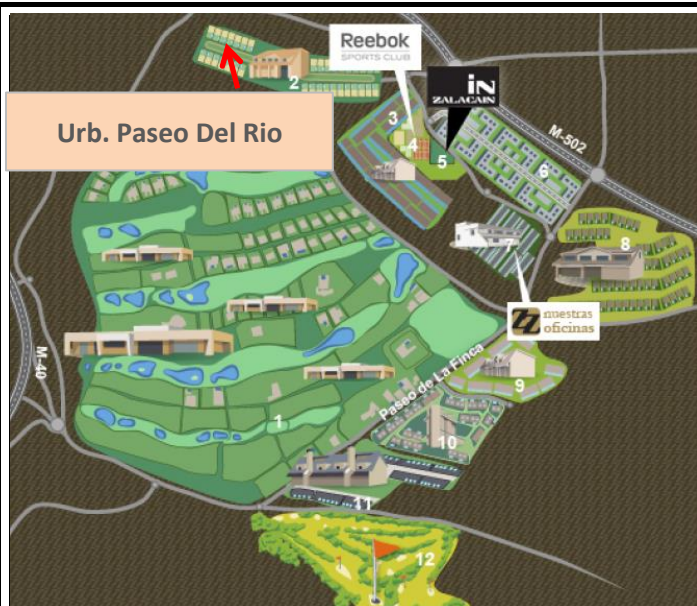 Reebok
SPORTS CLUB
2
iN
ZALACAIN
Urb. Paseo Del Rio
3
4
5
M-502
6
7
8
nuestras
oficinas
M-40
Paseo de La Finca
9
1
10
11
12